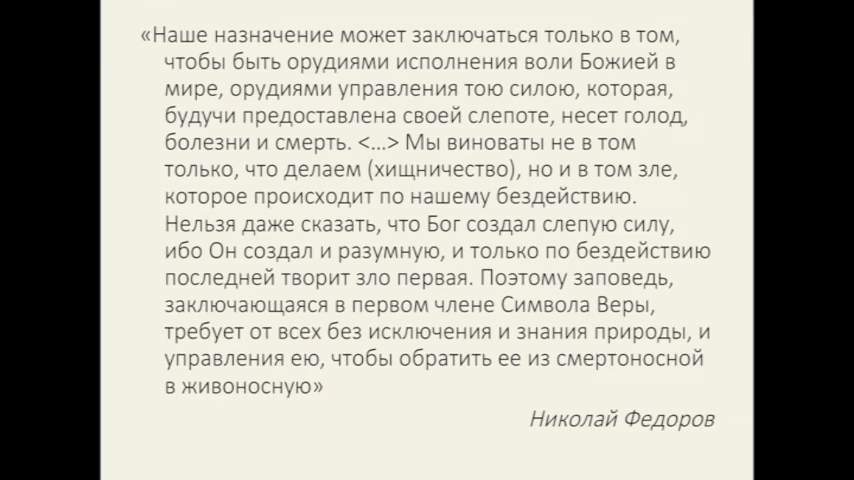 «Наше назначение может заключаться только в том,
чтобы быть орудиями исполнения воли Божией в
мире, орудиями управления тою силою, которая,
будучи предоставлена своей слепоте, несет голод,
болезни и смерть. <…> Мы виноваты не в том
только, что делаем (хищничество), но и в том зле,
которое происходит по нашему бездействию.
Нельзя даже сказать, что Бог создал слепую силу,
ибо Он создал и разумную, и только по бездействию
последней творит зло первая. Поэтому заповедь,
заключающаяся в первом члене Символа Веры,
требует от всех без исключения и знания природы, и
управления ею, чтобы обратить ее из смертоносной
в живоносную»
Николай Федоров